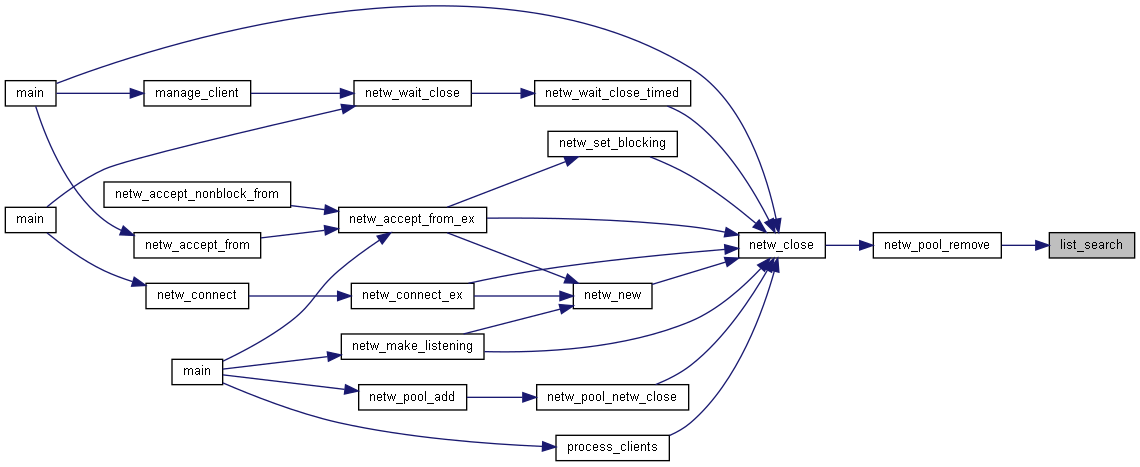 main
manage_client
netw_wait_close
netw_wait_close_timed
netw_set_blocking
netw_accept_nonblock_from
main
netw_accept_from_ex
netw_accept_from
netw_close
netw_pool_remove
list_search
netw_connect
netw_connect_ex
netw_new
netw_make_listening
main
netw_pool_add
netw_pool_netw_close
process_clients